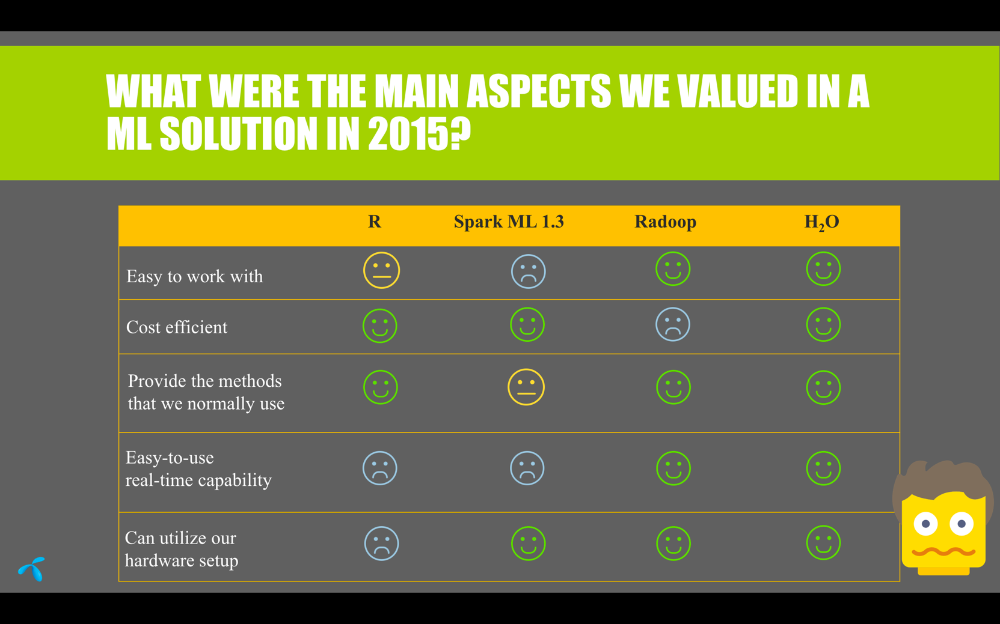 WHAT WERE THE MAIN ASPECTS WE VALUED IN A
ML SOLUTION IN 2015?
R Spark ML 1.3 Radoop H₂O
Easy to work with
Cost efficient
Provide the methods
that we normally use
Easy-to-use
real-time capability
Can utilize our
hardware setup